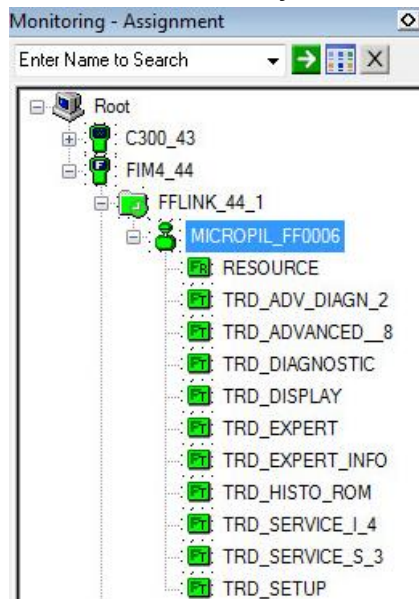 Monitoring - Assignment
Enter Name to Search
Root
C300_43
FIM4_44
FFLINK_44_1
MICROPIL_FF0006
RESOURCE
TRD_ADV_DIAGN_2
TRD_ADVANCED__8
TRD_DIAGNOSTIC
TRD_DISPLAY
TRD_EXPERT
TRD_EXPERT_INFO
TRD_HISTO_ROM
TRD_SERVICE_I_4
TRD_SERVICE_S_3
TRD_SETUP